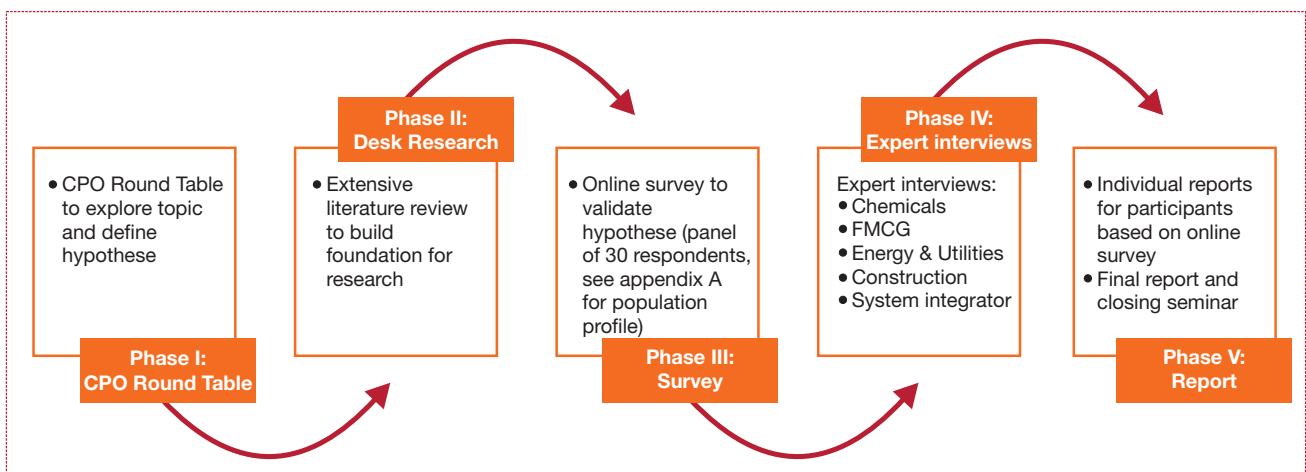 Phase I:
CPO Round Table
• CPO Round Table
to explore topic
and define
hypothesis
Phase II:
Desk Research
• Extensive
literature review
to build
foundation for
research
• Online survey to
validate
hypothesis (panel
of 30 respondents,
see appendix A
for population
profile)
Phase III:
Survey
Phase IV:
Expert interviews
Expert interviews:
• Chemicals
• FMCG
• Energy & Utilities
• Construction
• System integrator
• Individual reports
for participants
based on online
survey
• Final report and
closing seminar
Phase V:
Report